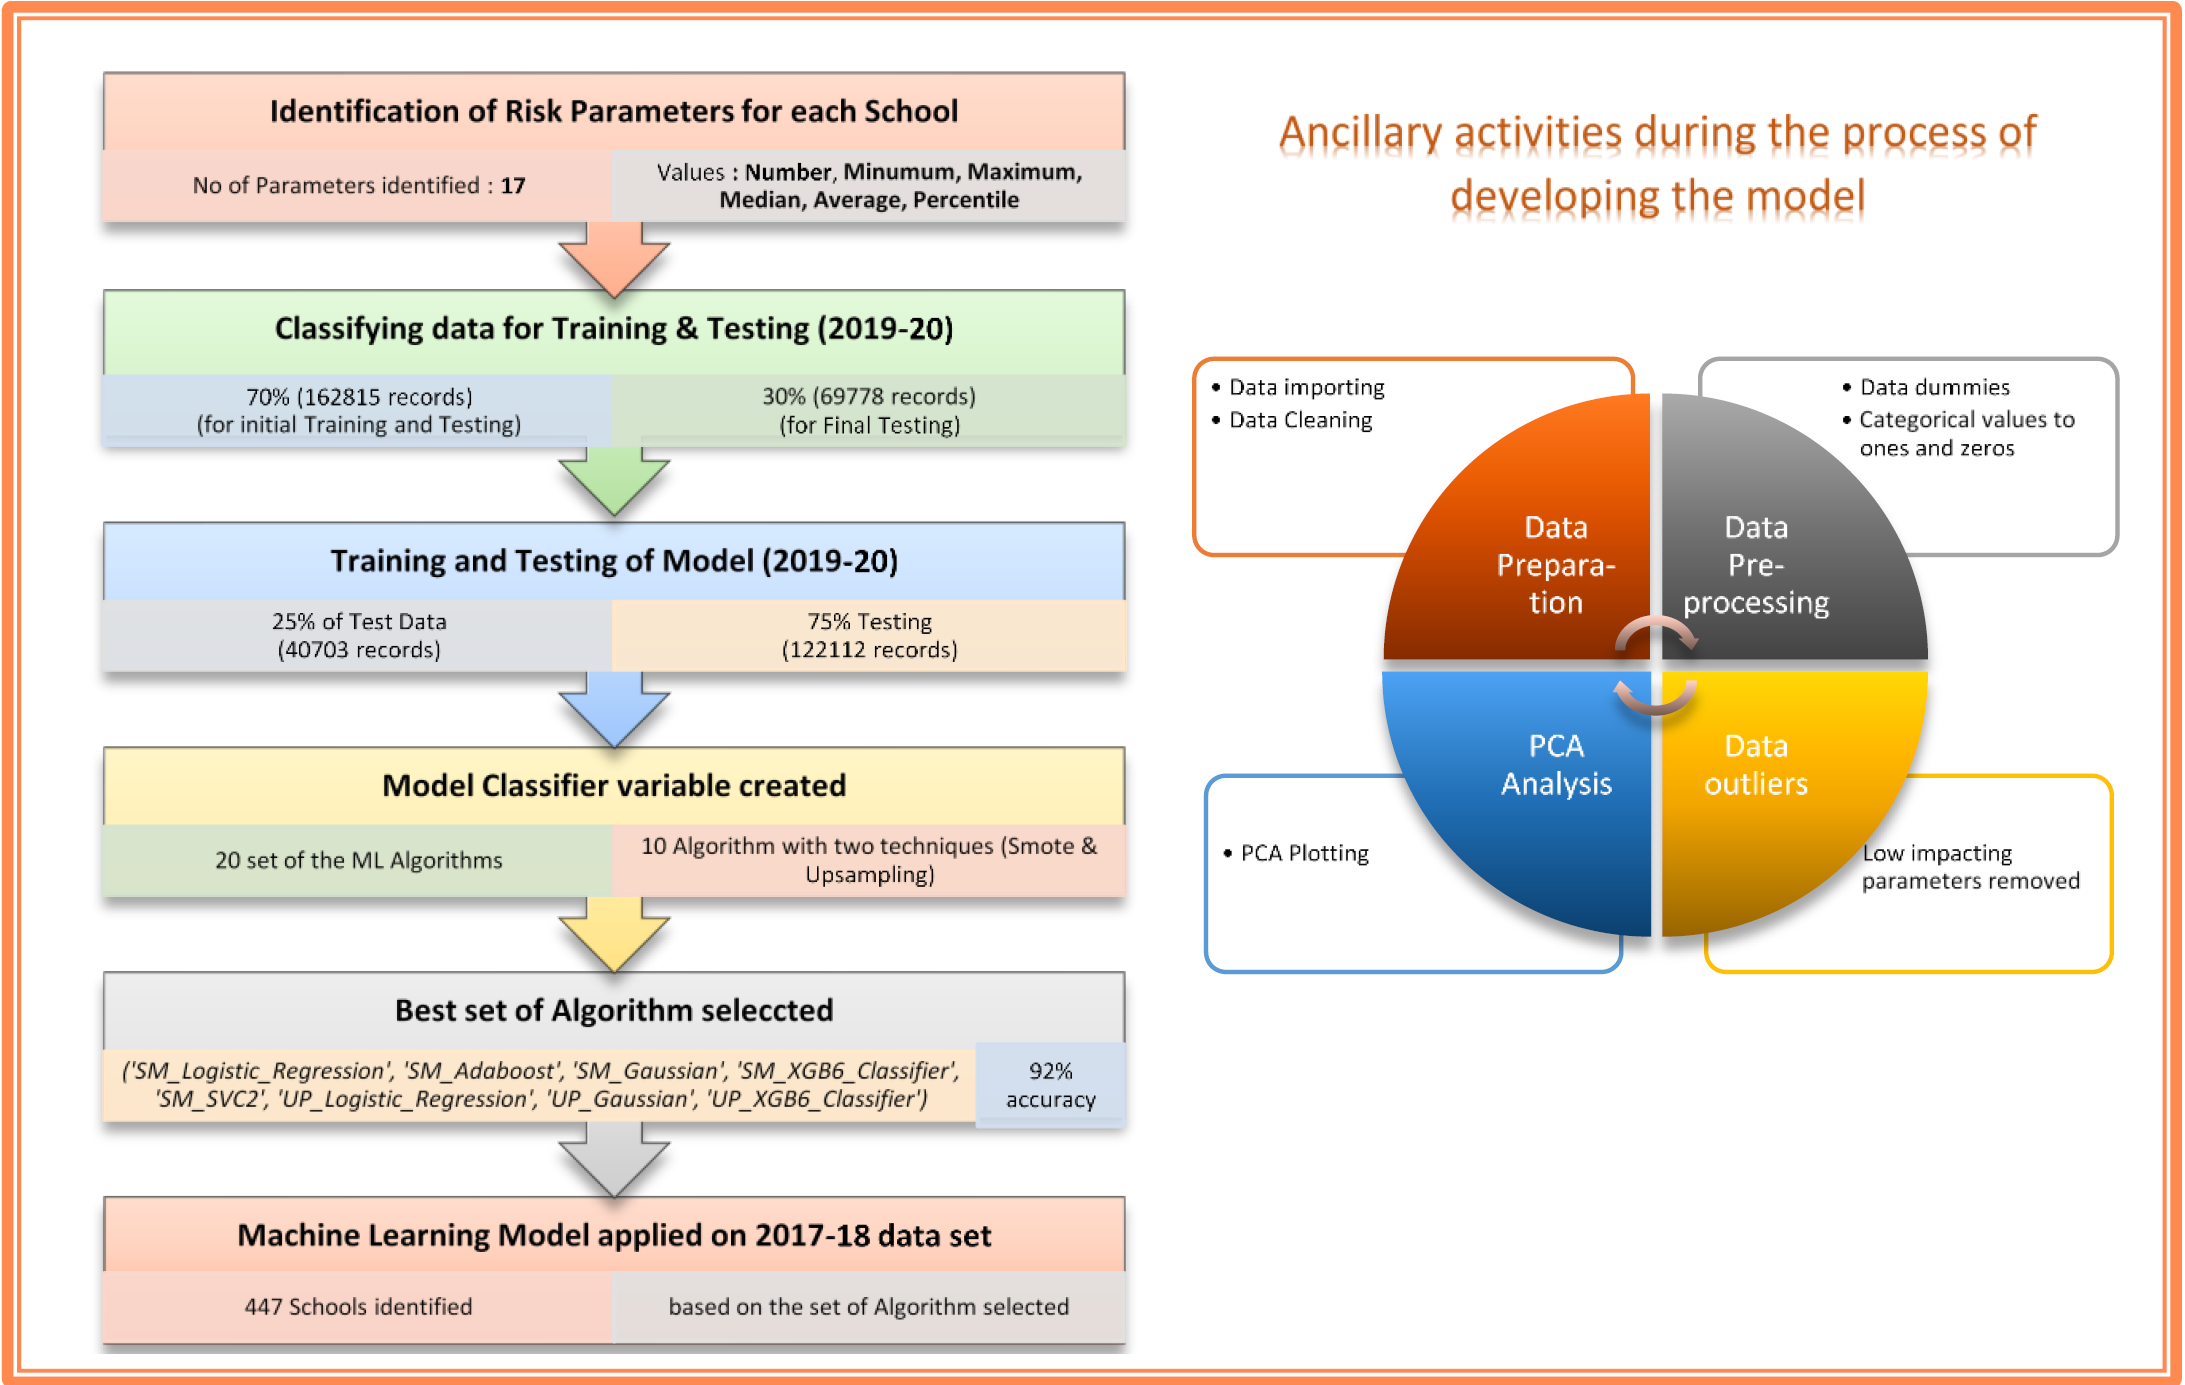 Identification of Risk Parameters for each School
No of Parameters identified : 17
Values : Number, Minumum, Maximum,
Median, Average, Percentile
Classifying data for Training & Testing (2019-20)
70% (162815 records)
(for initial Training and Testing)
30% (69778 records)
(for Final Testing)
Training and Testing of Model (2019-20)
25% of Test Data
(40703 records)
75% Testing
(122112 records)
Model Classifier variable created
20 set of the ML Algorithms
10 Algorithm with two techniques (Smote &
Upsampling)
Best set of Algorithm seleccted
('SM_Logistic_Regression', 'SM_Adaboost', 'SM_Gaussian', 'SM_XGB6_Classifier',
'SM_SVC2', 'UP_Logistic_Regression', 'UP_Gaussian', 'UP_XGB6_Classifier')
92%
accuracy
Machine Learning Model applied on 2017-18 data set
447 Schools identified
based on the set of Algorithm selected
Ancillary activities during the process of
developing the model
• Data importing
• Data Cleaning
• Data dummies
• Categorical values to
ones and zeros
Data
Prepara-
tion
Data
Pre-
processing
PCA
Analysis
Data
outliers
• PCA Plotting
Low impacting
parameters removed